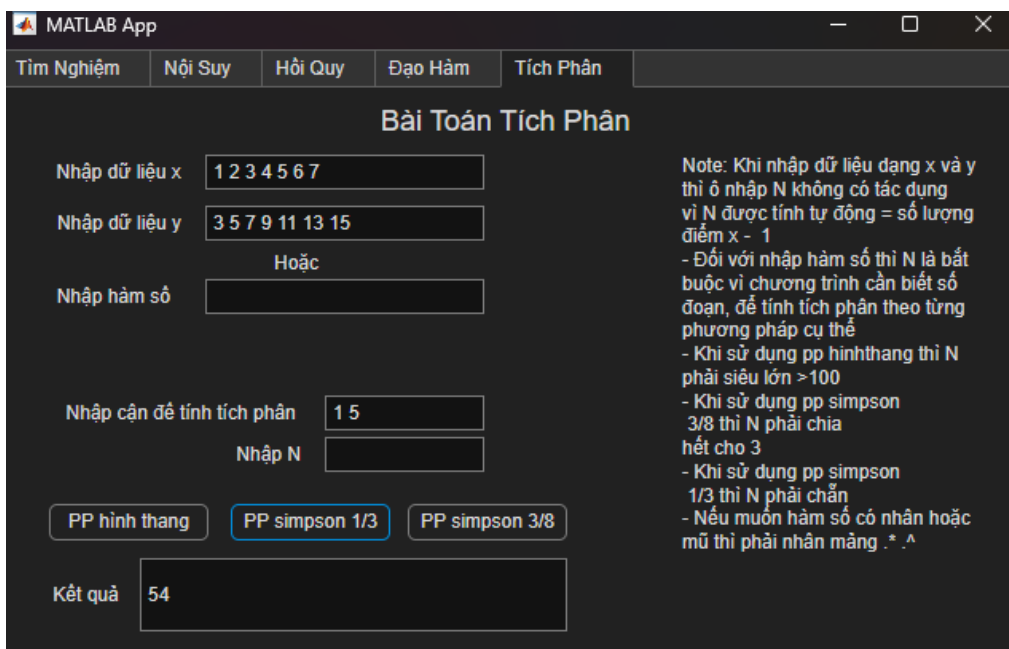 MATLAB App
Tìm Nghiệm Nội Suy Hồi Quy Đạo Hàm Tích Phân
Bài Toán Tích Phân
Nhập dữ liệu x 1 2 3 4 5 6 7
Nhập dữ liệu y 3 5 7 9 11 13 15
Hoặc
Nhập hàm số
Nhập cận để tính tích phân 1 5
Nhập N
PP hình thang PP simpson 1/3 PP simpson 3/8
Kết quả 54
Note: Khi nhập dữ liệu dạng x và y
thì ô nhập N không có tác dụng
vì N được tính tự động = số lượng
điểm x - 1
- Đối với nhập hàm số thì N là bắt
buộc vì chương trình cần biết số
đoạn, để tính tích phân theo từng
phương pháp cụ thể
- Khi sử dụng pp hinhthang thì N
phải siêu lớn >100
- Khi sử dụng pp simpson
3/8 thì N phải chia
hết cho 3
- Khi sử dụng pp simpson
1/3 thì N phải chẵn
- Nếu muốn hàm số có nhân hoặc
mũ thì phải nhân mảng .* .^